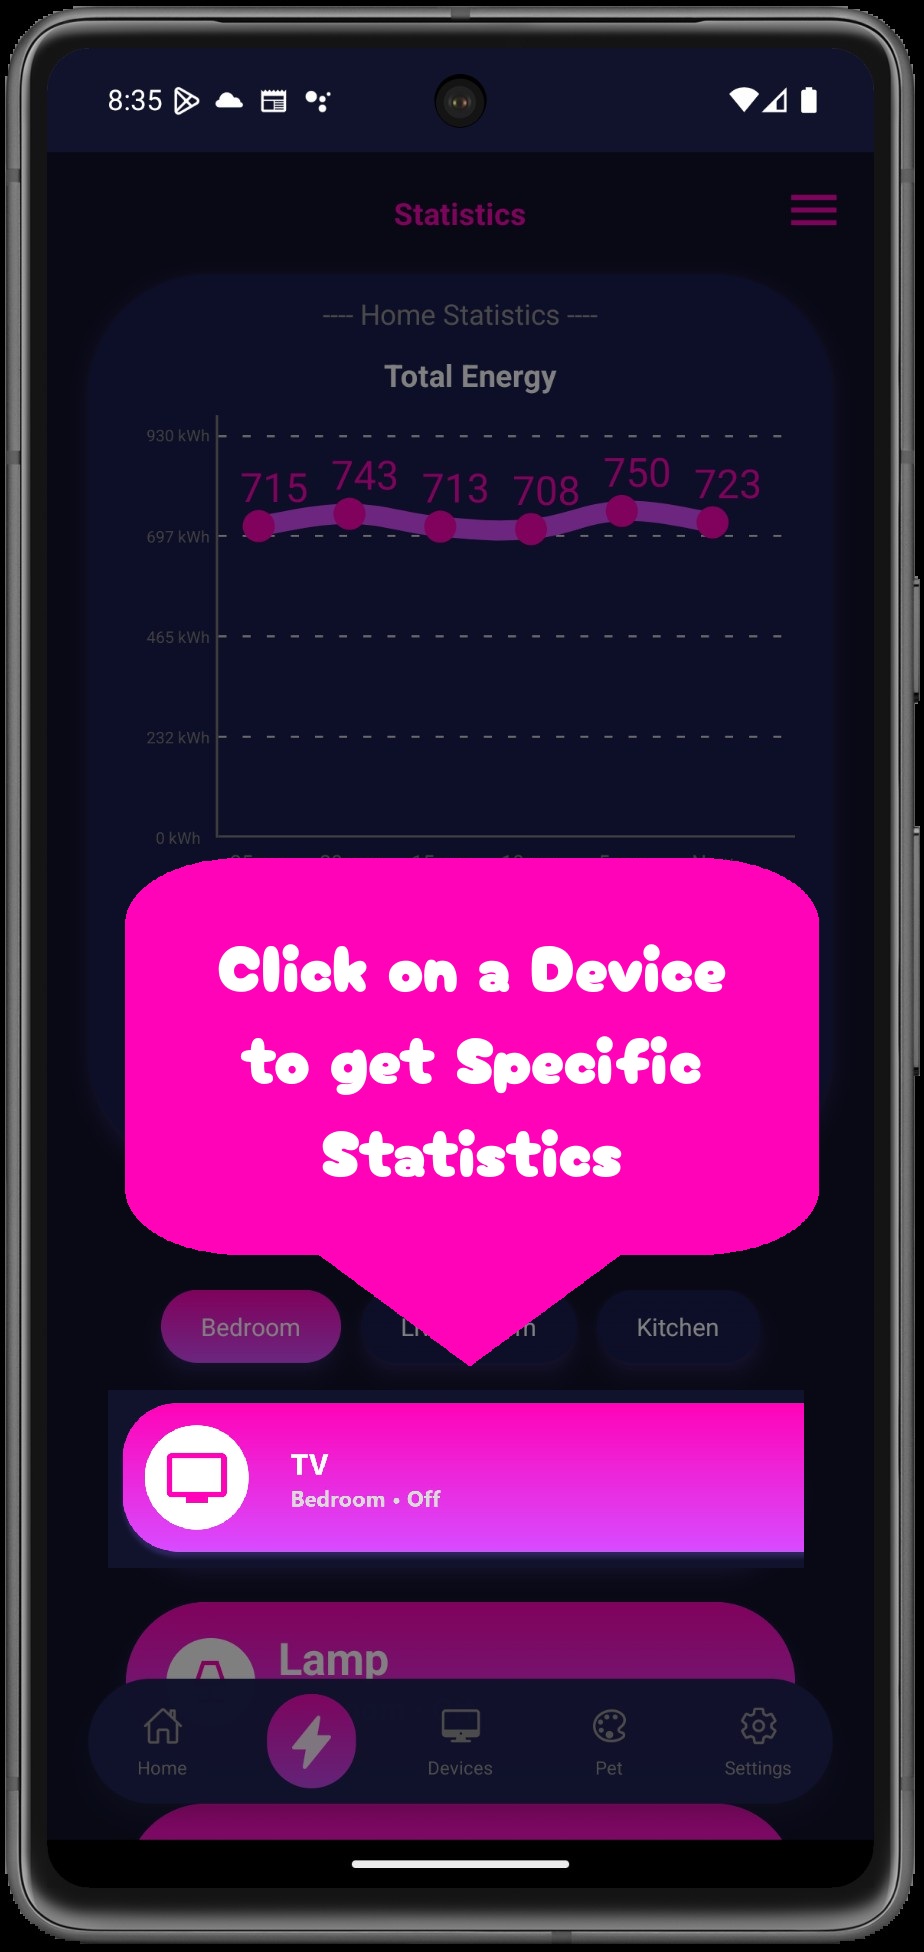 8:35
Statistics
---- Home Statistics ----
Total Energy
930 kWh
715 743 713 708 750 723
697 kWh
465 kWh
232 kWh
0 kWh
Click on a Device
to get Specific
Statistics
Bedroom
Kitchen
TV
Bedroom • Off
Lamp
Home
Devices
Pet
Settings